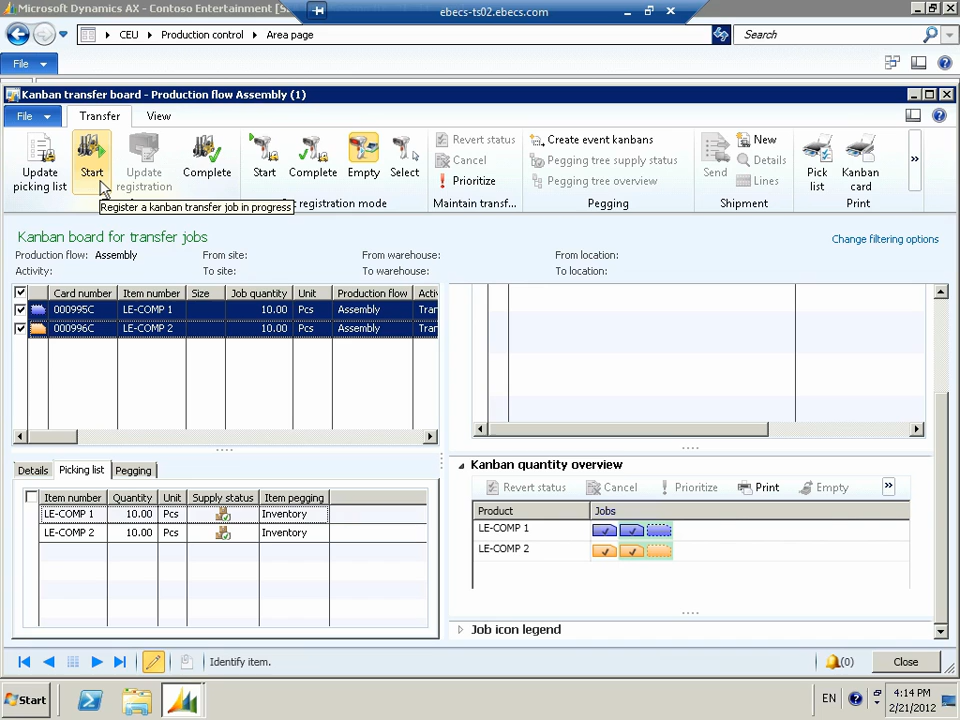 Microsoft Dynamics AX - Contoso Entertainment [S
ebecs-ts02.ebecs.com
CEU Production control Area page
Search
File
Kanban transfer board - Production flow Assembly (1)
File Transfer View
Update picking list
Start
Update registration
Complete
Start
Complete
Empty
Select
Revert status
Cancel
Prioritize
Create event kanbans
Pegging tree supply status
Pegging tree overview
Send
New
Details
Lines
Pick list
Kanban card
registration mode
Maintain transf...
Pegging
Shipment
Print
Register a kanban transfer job in progress
Kanban board for transfer jobs
Change filtering options
Production flow: Assembly From site: From warehouse: From location:
Activity: To site: To warehouse: To location:
Card number Item number Size Job quantity Unit Production flow Activ
000995C LE-COMP 1 10.00 Pcs Assembly Tran
000996C LE-COMP 2 10.00 Pcs Assembly Tran
Details Picking list Pegging
Item number Quantity Unit Supply status Item pegging
LE-COMP 1 10.00 Pcs Inventory
LE-COMP 2 10.00 Pcs Inventory
Kanban quantity overview
Revert status Cancel Prioritize Print Empty
Product Jobs
LE-COMP 1
LE-COMP 2
Job icon legend
Identify item.
(0)
Close
Start
EN
4:14 PM
2/21/2012